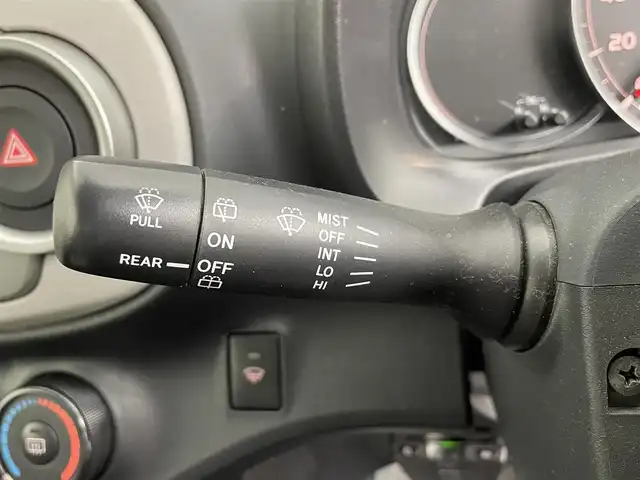 20
PULL
REAR
ON
OFF
MIST
OFF
INT
LO
HI